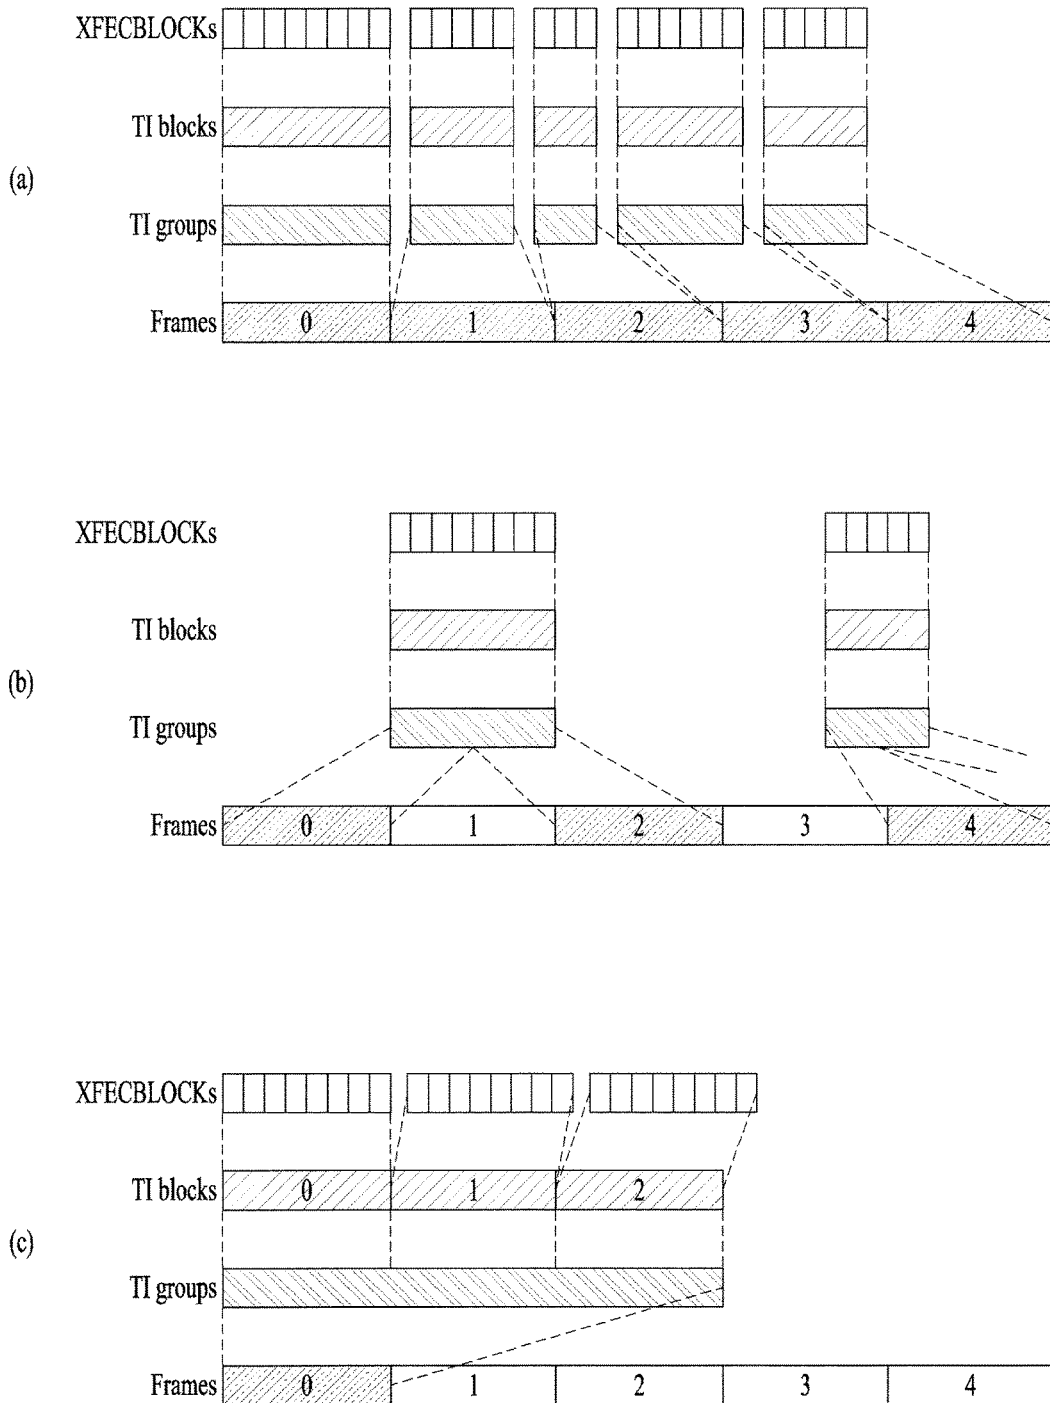 XFECBLOCKs
TI blocks
(a)
TI groups
Frames 0 1 2 3 4
XFECBLOCKs
TI blocks
(b)
TI groups
Frames 0 1 2 3 4
XFECBLOCKs
TI blocks 0 1 2
(c)
TI groups
Frames 0 1 2 3 4